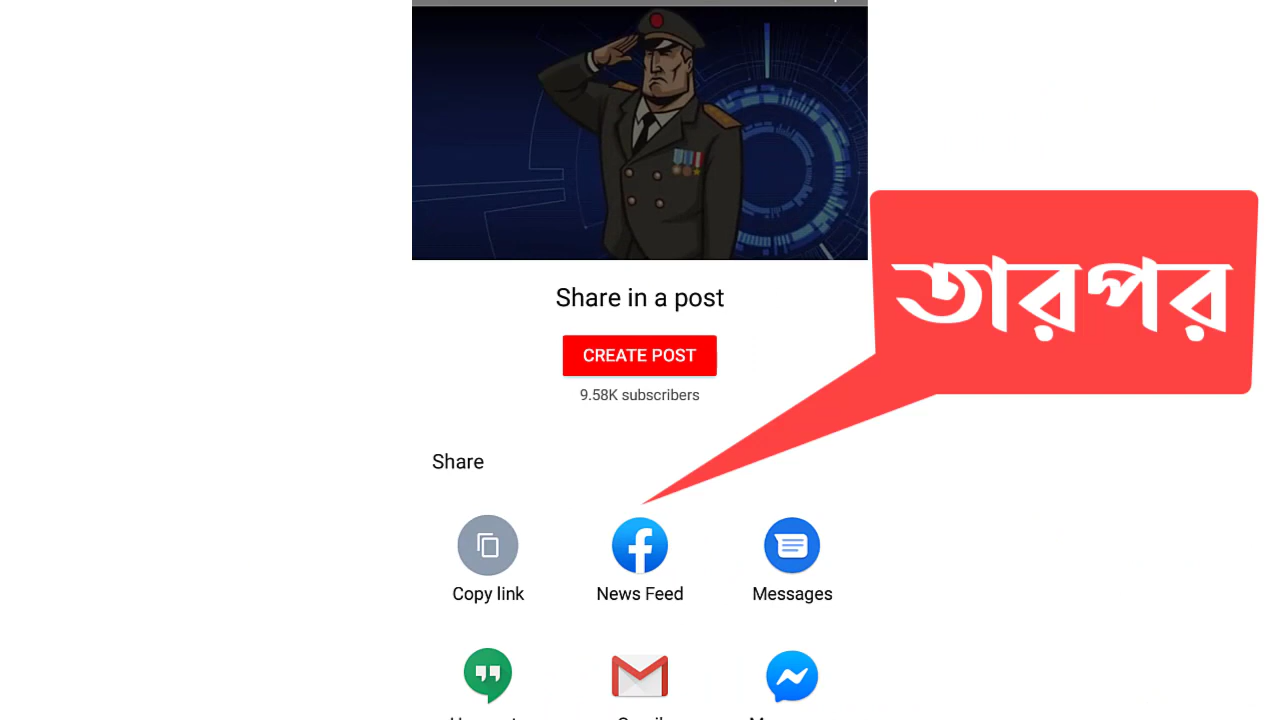 Share in a post
CREATE POST
9.58K subscribers
তারপর
Share
Copy link
News Feed
Messages